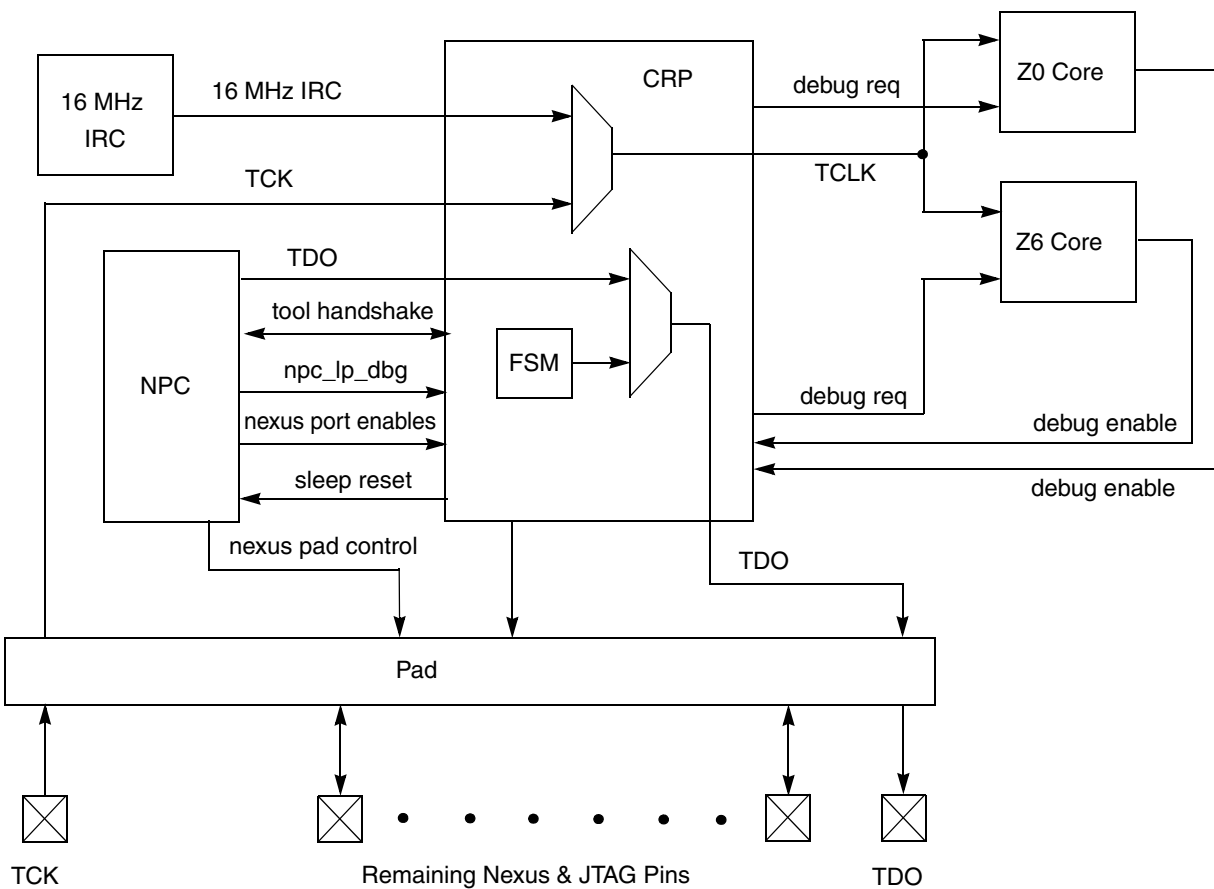 16 MHz
IRC
16 MHz IRC
CRP
debug req
Z0 Core
TCK
TCLK
Z6 Core
NPC
TDO
tool handshake
FSM
npc_lp_dbg
nexus port enables
sleep reset
debug req
debug enable
debug enable
nexus pad control
TDO
Pad
TCK
Remaining Nexus & JTAG Pins
TDO